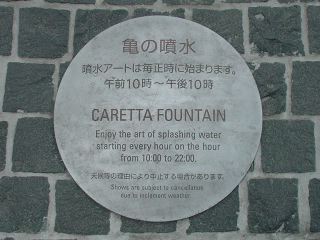 亀の噴水
噴水アートは毎正時に始まります。
午前10時～午後10時
CARETTA FOUNTAIN
Enjoy the art of splashing water
starting every hour on the hour
from 10:00 to 22:00.
天候等の理由により中止する場合があります。
Shows are subject to cancellation
due to inclement weather.